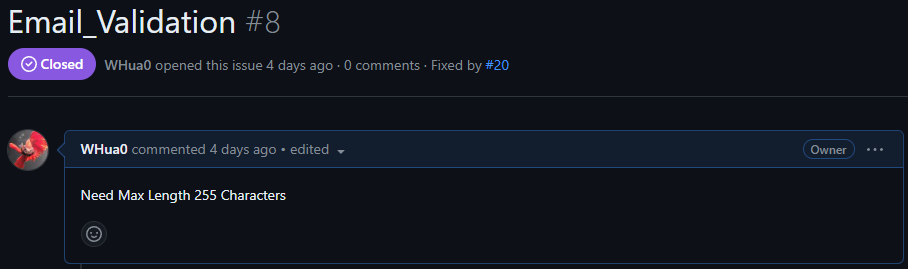 Email_Validation #8
Closed WHua0 opened this issue 4 days ago · 0 comments · Fixed by #20
WHua0 commented 4 days ago • edited Owner ...
Need Max Length 255 Characters